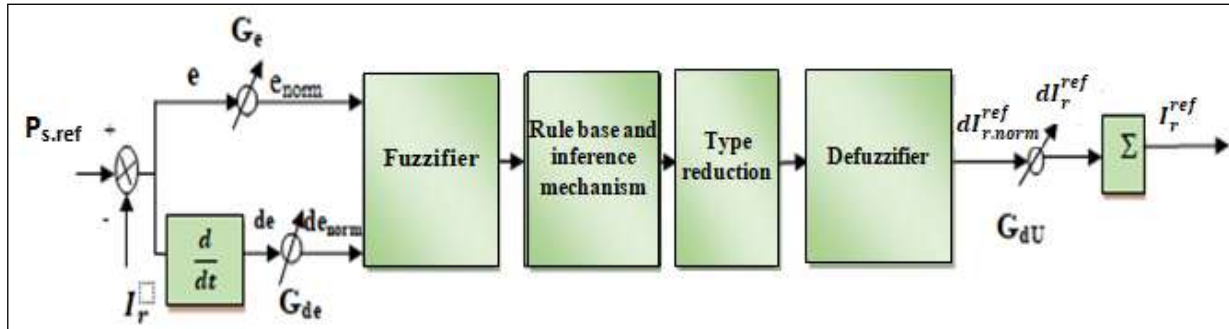 G_e
e
e_norm
P_s.ref
+
-
I_r
d/dt
de
de_norm
G_de
Fuzzifier
Rule base and
inference
mechanism
Type
reduction
Defuzzifier
dI_r.norm^ref
dI_r^ref
G_dU
Σ
I_r^ref